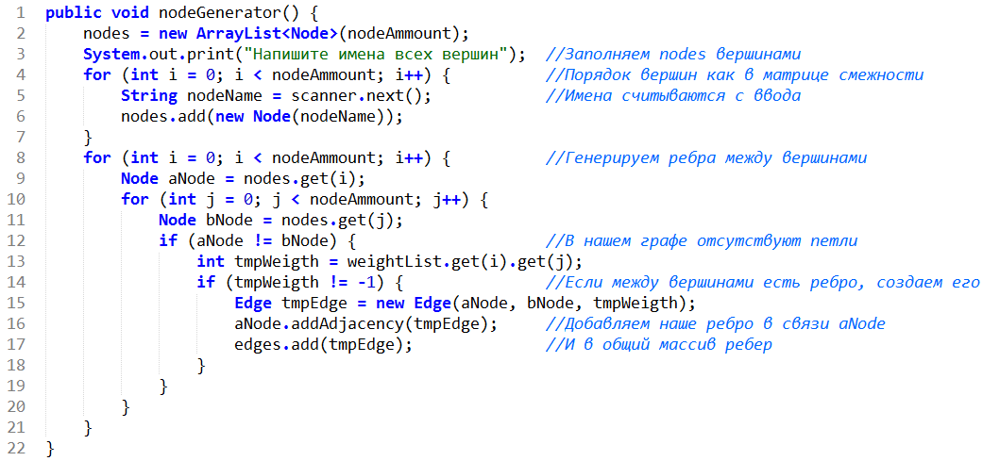 1 public void nodeGenerator() {
2 nodes = new ArrayList<Node>(nodeAmmount);
3 System.out.print("Напишите имена всех вершин"); //Заполняем nodes вершинами
4 for (int i = 0; i < nodeAmmount; i++) { //Порядок вершин как в матрице смежности
5 String nodeName = scanner.next(); //Имена считываются с ввода
6 nodes.add(new Node(nodeName));
7 }
8 for (int i = 0; i < nodeAmmount; i++) { //Генерируем ребра между вершинами
9 Node aNode = nodes.get(i);
10 for (int j = 0; j < nodeAmmount; j++) {
11 Node bNode = nodes.get(j);
12 if (aNode != bNode) { //В нашем графе отсутствуют петли
13 int tmpWeigth = weightList.get(i).get(j);
14 if (tmpWeigth != -1) { //Если между вершинами есть ребро, создаем его
15 Edge tmpEdge = new Edge(aNode, bNode, tmpWeigth);
16 aNode.addAdjacency(tmpEdge); //Добавляем наше ребро в связи aNode
17 edges.add(tmpEdge); //И в общий массив ребер
18 }
19 }
20 }
21 }
22 }